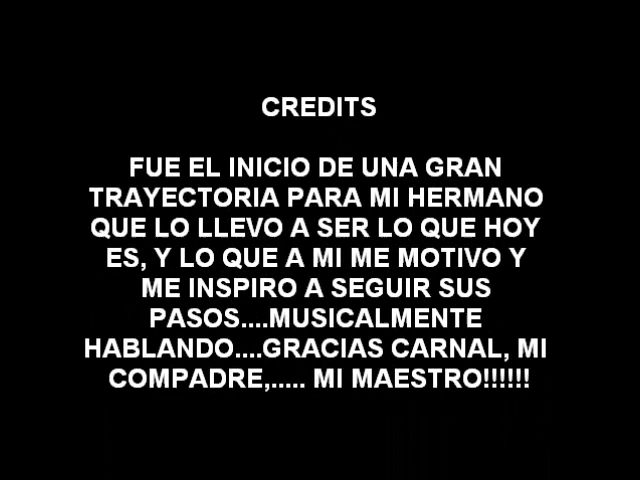 CREDITS
FUE EL INICIO DE UNA GRAN
TRAYECTORIA PARA MI HERMANO
QUE LO LLEVO A SER LO QUE HOY
ES, Y LO QUE A MI ME MOTIVO Y
ME INSPIRO A SEGUIR SUS
PASOS....MUSICALMENTE
HABLANDO....GRACIAS CARNAL, MI
COMPADRE,..... MI MAESTRO!!!!!!